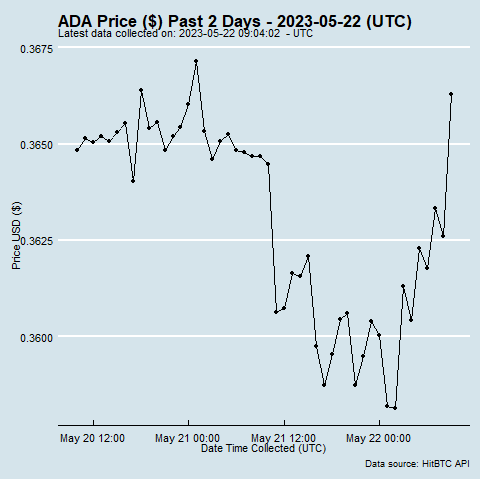 ADA Price ($) Past 2 Days - 2023-05-22 (UTC)
Latest data collected on: 2023-05-22 09:04:02  - UTC
0.3675
0.3650
0.3625
0.3600
Price USD ($)
May 20 12:00
May 21 00:00
May 21 12:00
May 22 00:00
Date Time Collected (UTC)
Data source: HitBTC API